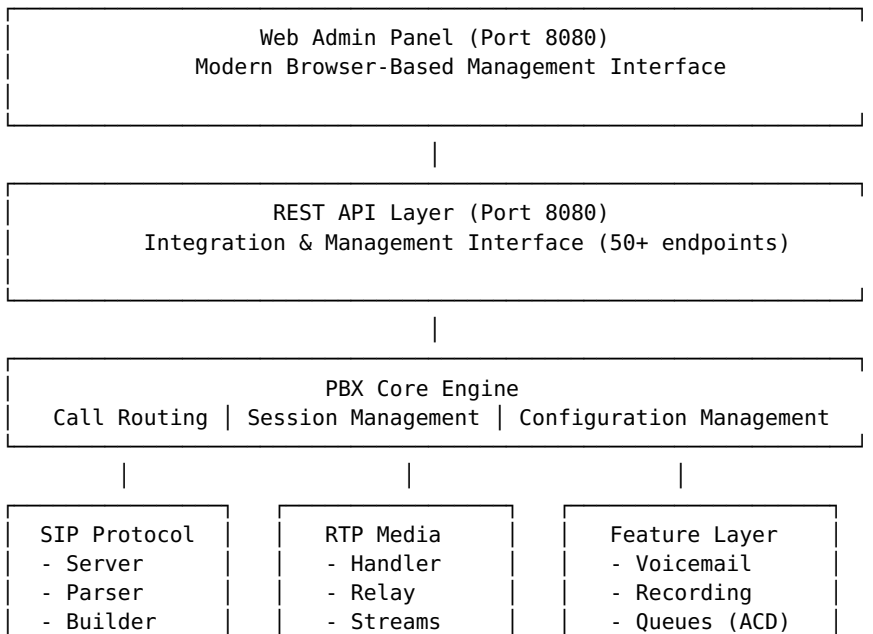 Web Admin Panel (Port 8080)
Modern Browser-Based Management Interface
REST API Layer (Port 8080)
Integration & Management Interface (50+ endpoints)
PBX Core Engine
Call Routing │ Session Management │ Configuration Management
SIP Protocol
- Server
- Parser
- Builder
RTP Media
- Handler
- Relay
- Streams
Feature Layer
- Voicemail
- Recording
- Queues (ACD)